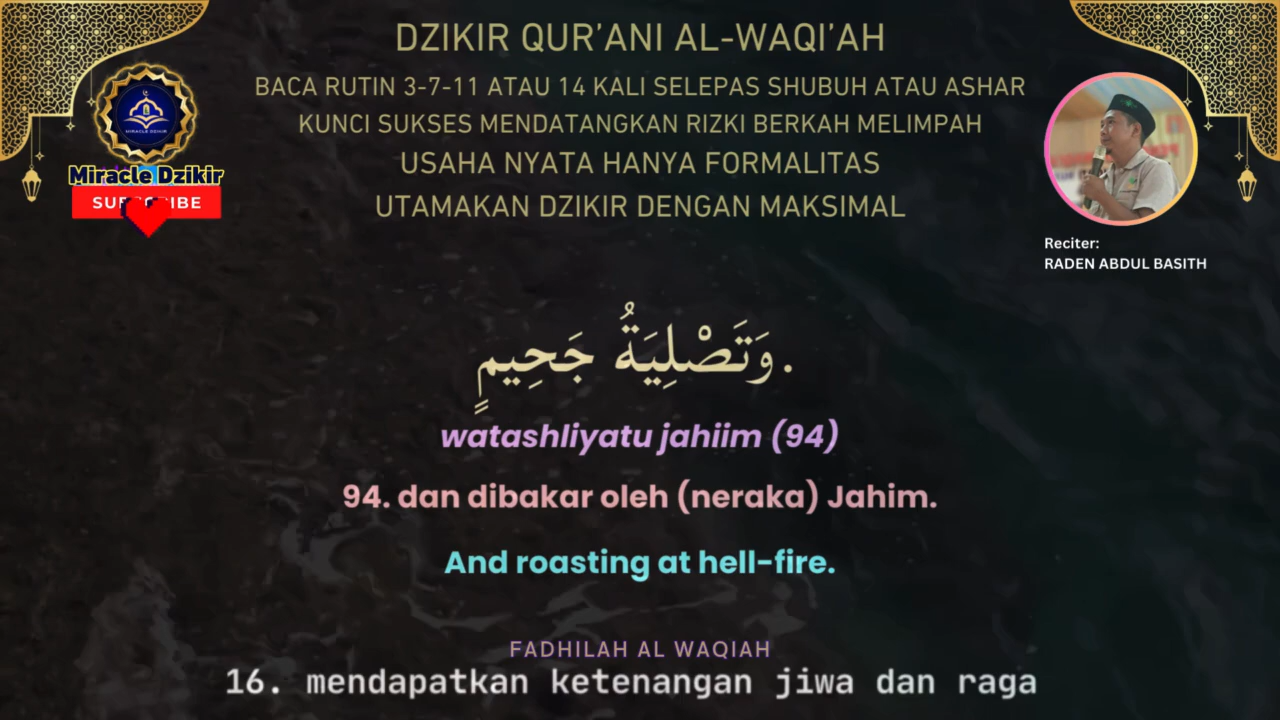 DZIKIR QUR'ANI AL-WAQI'AH
BACA RUTIN 3-7-11 ATAU 14 KALI SELEPAS SHUBUH ATAU ASHAR
KUNCI SUKSES MENDATANGKAN RIZKI BERKAH MELIMPAH
USAHA NYATA HANYA FORMALITAS
UTAMAKAN DZIKIR DENGAN MAKSIMAL
MIRACLE DZIKIR
Miracle Dzikir
Reciter:
RADEN ABDUL BASITH
وَتَصْلِيَةُ جَحِيمٍ.
watashliyatu jahiim (94)
94. dan dibakar oleh (neraka) Jahim.
And roasting at hell-fire.
FADHILAH AL WAQIAH
16. mendapatkan ketenangan jiwa dan raga